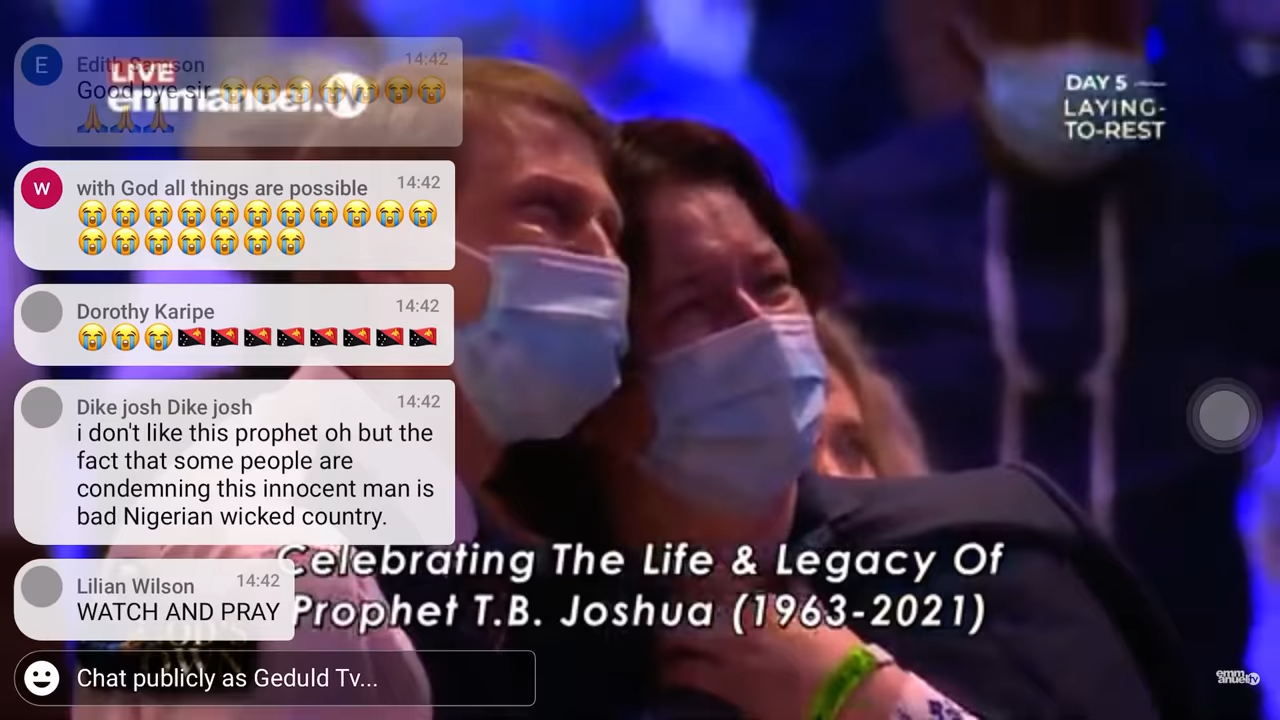 E
Edith Samson 14:42
LIVE
Good bye sir 😭😭😭😭😭😭😭
emmanuel.tv
🙏🏽🙏🏽🙏🏽
DAY 5
LAYING-
TO-REST
W
with God all things are possible 14:42
😭😭😭😭😭😭😭😭😭😭😭
😭😭😭😭😭😭😭
Dorothy Karipe 14:42
😭😭😭🇵🇬🇵🇬🇵🇬🇵🇬🇵🇬🇵🇬🇵🇬🇵🇬
Dike josh Dike josh 14:42
i don't like this prophet oh but the
fact that some people are
condemning this innocent man is
bad Nigerian wicked country.
Lilian Wilson 14:42
WATCH AND PRAY
Celebrating The Life & Legacy Of
Prophet T.B. Joshua (1963-2021)
Chat publicly as Geduld Tv...
emm
anuel.tv